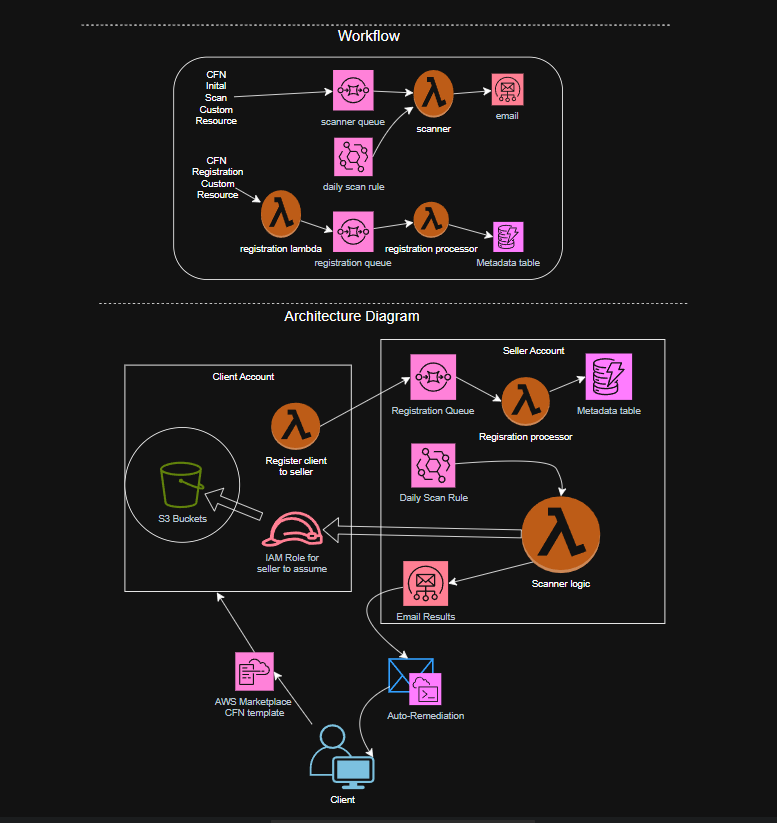 Workflow
CFN
Inital
Scan
Custom
Resource
scanner queue
scanner
email
daily scan rule
CFN
Registration
Custom
Resource
registration lambda
registration queue
registration processor
Metadata table
Architecture Diagram
Client Account
Seller Account
Registration Queue
Regisration processor
Metadata table
Register client
to seller
Daily Scan Rule
S3 Buckets
IAM Role for
seller to assume
Scanner logic
Email Results
AWS Marketplace
CFN template
Auto-Remediation
Client